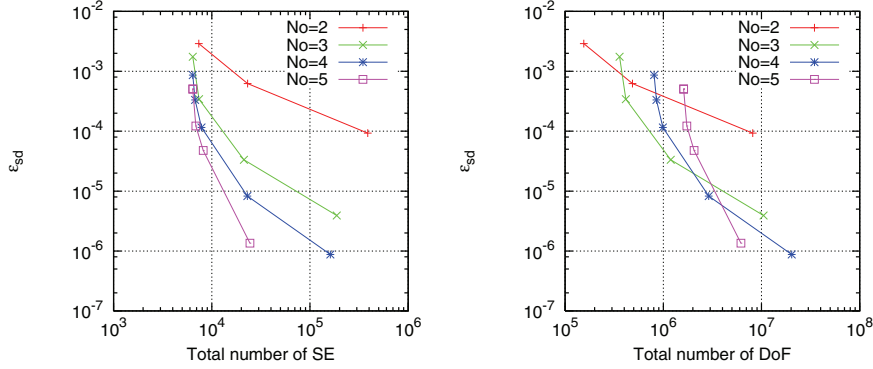 10^-2
10^-3
10^-4
10^-5
10^-6
10^-7
ε_sd
No=2
No=3
No=4
No=5
10^3
10^4
10^5
10^6
Total number of SE
10^-2
10^-3
10^-4
10^-5
10^-6
10^-7
ε_sd
No=2
No=3
No=4
No=5
10^5
10^6
10^7
10^8
Total number of DoF